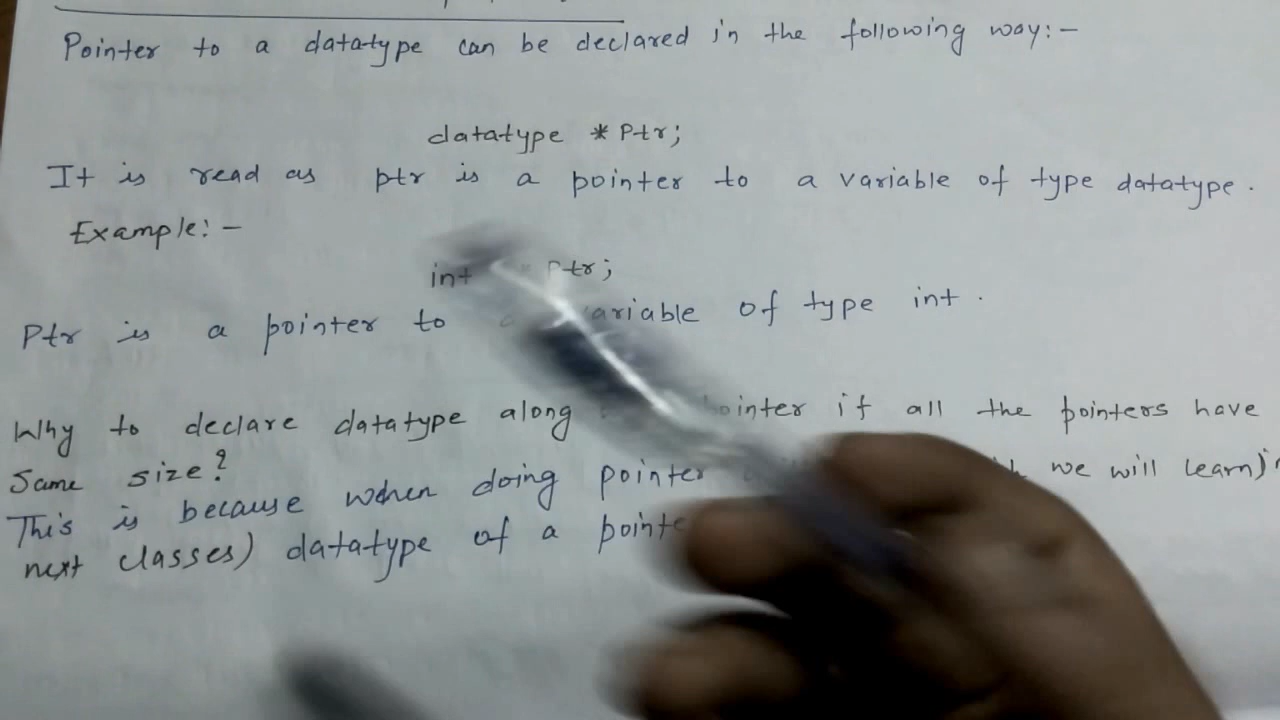 Pointer to a datatype can be declared in the following way:-
datatype *Ptr;
It is read as ptr is a pointer to a variable of type datatype.
Example:-
int * Ptr;
Ptr is a pointer to variable of type int.
Why to declare datatype along pointer if all the pointers have
Same size?
This is because when doing pointer we will learn)
next classes) datatype of a